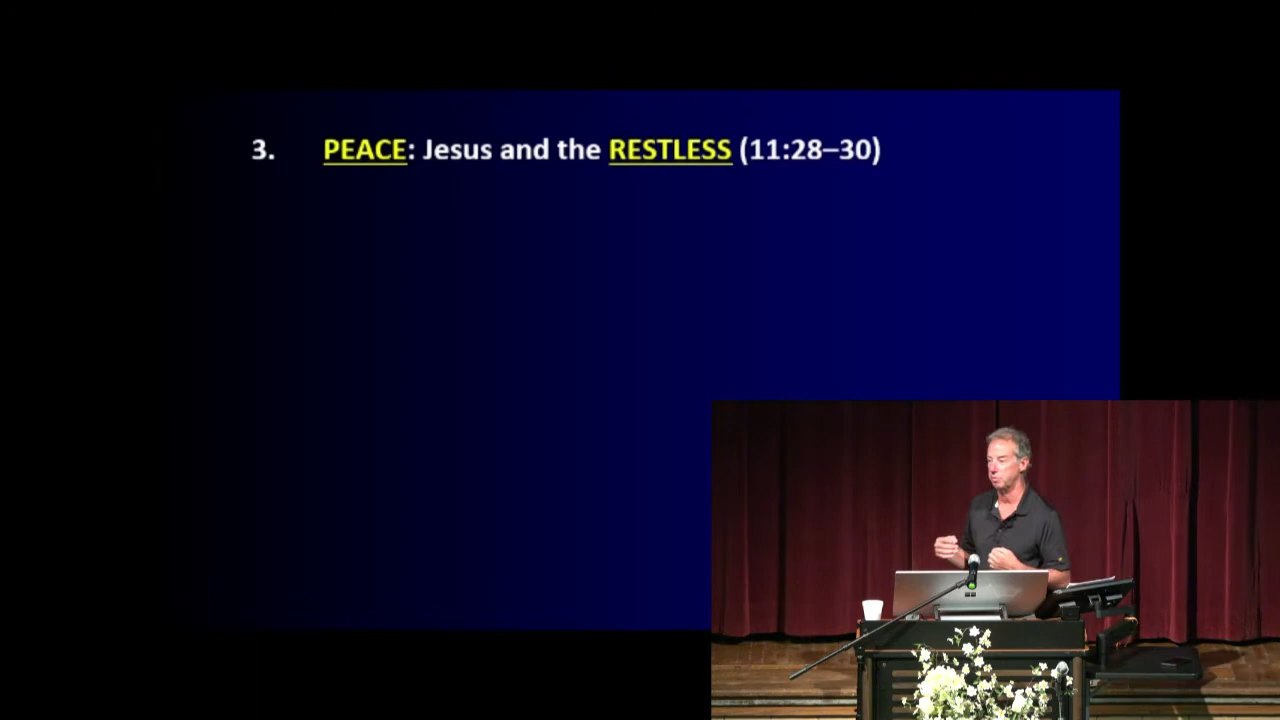 3. PEACE: Jesus and the RESTLESS (11:28–30)